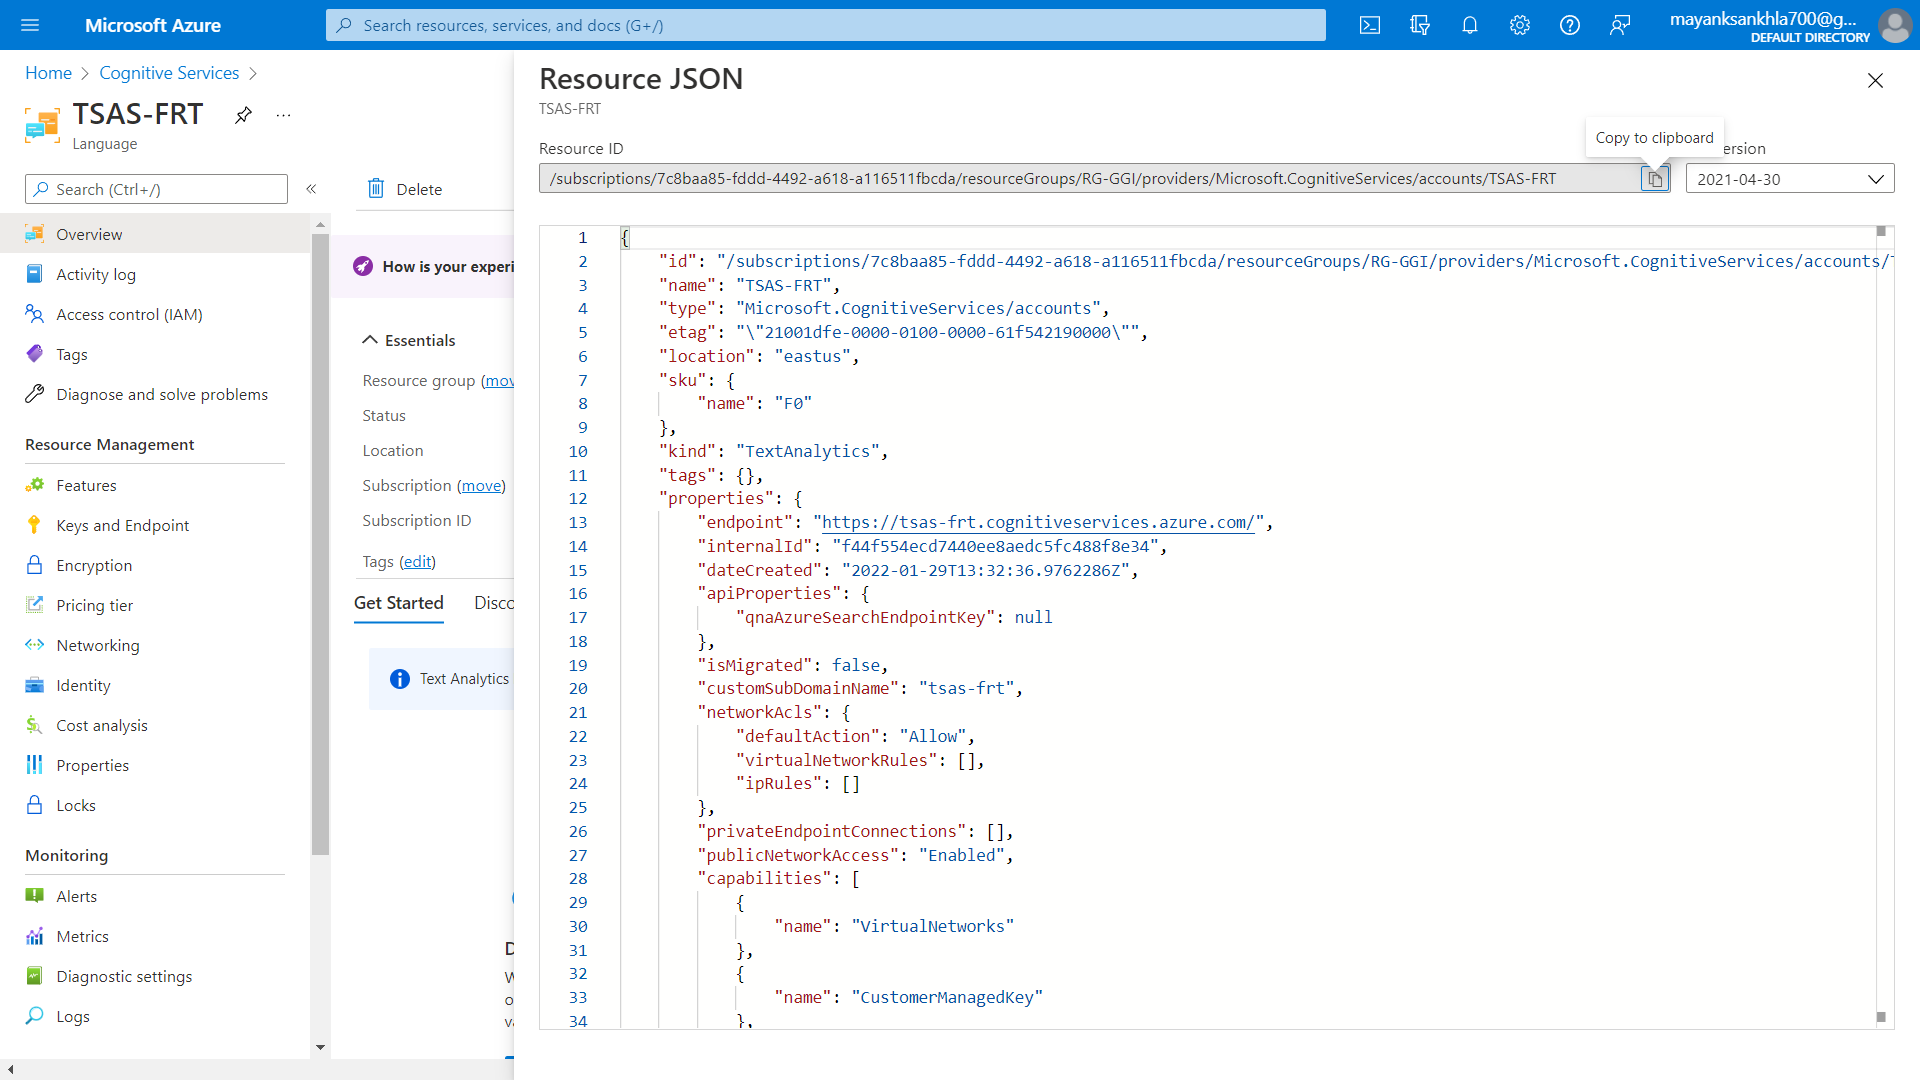 Microsoft Azure
Search resources, services, and docs (G+/)
mayanksankhla700@g...
DEFAULT DIRECTORY
Home > Cognitive Services >
TSAS-FRT
...
Language
Search (Ctrl+/)
«
Overview
Activity log
Access control (IAM)
Tags
Diagnose and solve problems
Resource Management
Features
Keys and Endpoint
Encryption
Pricing tier
Networking
Identity
Cost analysis
Properties
Locks
Monitoring
Alerts
Metrics
Diagnostic settings
Logs
Delete
How is your experi
Essentials
Resource group (mov
Status
Location
Subscription (move)
Subscription ID
Tags (edit)
Get Started
Disco
Text Analytics
Resource JSON
TSAS-FRT
Copy to clipboard
Resource ID
ersion
/subscriptions/7c8baa85-fddd-4492-a618-a116511fbcda/resourceGroups/RG-GGI/providers/Microsoft.CognitiveServices/accounts/TSAS-FRT
2021-04-30
1 {
2 "id": "/subscriptions/7c8baa85-fddd-4492-a618-a116511fbcda/resourceGroups/RG-GGI/providers/Microsoft.CognitiveServices/accounts/
3 "name": "TSAS-FRT",
4 "type": "Microsoft.CognitiveServices/accounts",
5 "etag": "\"21001dfe-0000-0100-0000-61f542190000\"",
6 "location": "eastus",
7 "sku": {
8 "name": "F0"
9 },
10 "kind": "TextAnalytics",
11 "tags": {},
12 "properties": {
13 "endpoint": "https://tsas-frt.cognitiveservices.azure.com/",
14 "internalId": "f44f554ecd7440ee8aedc5fc488f8e34",
15 "dateCreated": "2022-01-29T13:32:36.9762286Z",
16 "apiProperties": {
17 "qnaAzureSearchEndpointKey": null
18 },
19 "isMigrated": false,
20 "customSubDomainName": "tsas-frt",
21 "networkAcls": {
22 "defaultAction": "Allow",
23 "virtualNetworkRules": [],
24 "ipRules": []
25 },
26 "privateEndpointConnections": [],
27 "publicNetworkAccess": "Enabled",
28 "capabilities": [
29 {
30 "name": "VirtualNetworks"
31 },
32 {
33 "name": "CustomerManagedKey"
34 },